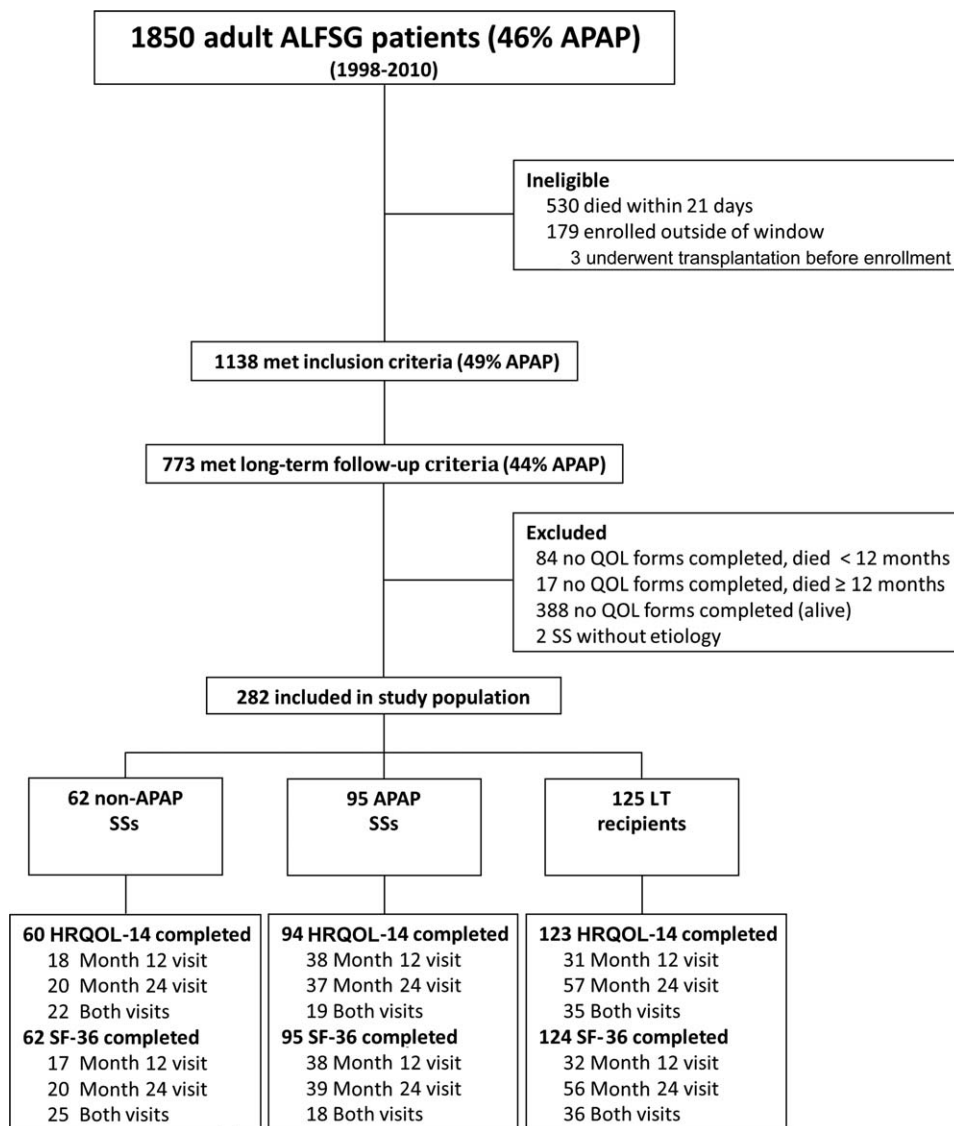 1850 adult ALFSG patients (46% APAP)
(1998-2010)
Ineligible
530 died within 21 days
179 enrolled outside of window
3 underwent transplantation before enrollment
1138 met inclusion criteria (49% APAP)
773 met long-term follow-up criteria (44% APAP)
Excluded
84 no QOL forms completed, died < 12 months
17 no QOL forms completed, died ≥ 12 months
388 no QOL forms completed (alive)
2 SS without etiology
282 included in study population
62 non-APAP
SSs
95 APAP
SSs
125 LT
recipients
60 HRQOL-14 completed
18 Month 12 visit
20 Month 24 visit
22 Both visits
62 SF-36 completed
17 Month 12 visit
20 Month 24 visit
25 Both visits
94 HRQOL-14 completed
38 Month 12 visit
37 Month 24 visit
19 Both visits
95 SF-36 completed
38 Month 12 visit
39 Month 24 visit
18 Both visits
123 HRQOL-14 completed
31 Month 12 visit
57 Month 24 visit
35 Both visits
124 SF-36 completed
32 Month 12 visit
56 Month 24 visit
36 Both visits